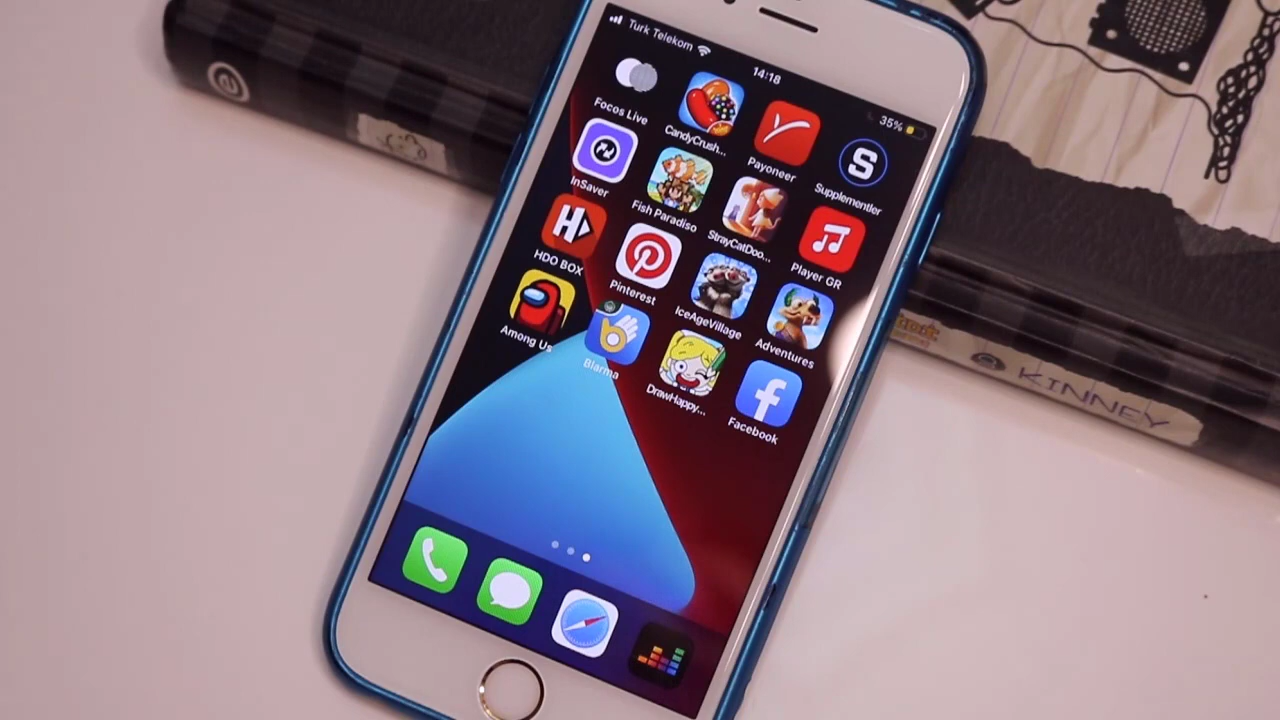 Turk Telekom
14:18
35%
Focos Live
CandyCrush...
Payoneer
Supplementler
InSaver
Fish Paradiso
StrayCatDoo...
Player GR
HDO BOX
Pinterest
IceAgeVillage
Adventures
Among Us
Blarma
DrawHappy...
Facebook
KINNEY